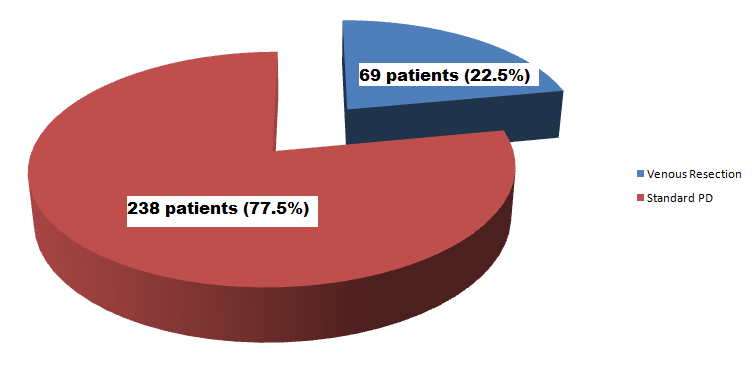 69 patients (22.5%)
238 patients (77.5%)
Venous Resection
Standard PD